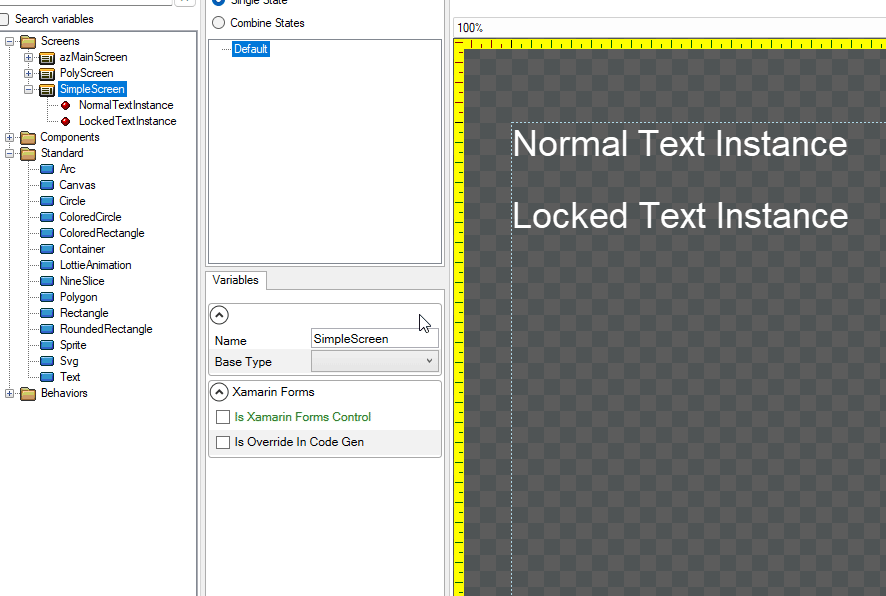 Search variables
Screens
azMainScreen
PolyScreen
SimpleScreen
NormalTextInstance
LockedTextInstance
Components
Standard
Arc
Canvas
Circle
ColoredCircle
ColoredRectangle
Container
LottieAnimation
NineSlice
Polygon
Rectangle
RoundedRectangle
Sprite
Svg
Text
Behaviors
Single State
Combine States
Default
Variables
Name
SimpleScreen
Base Type
Xamarin Forms
Is Xamarin Forms Control
Is Override In Code Gen
100%
Normal Text Instance
Locked Text Instance